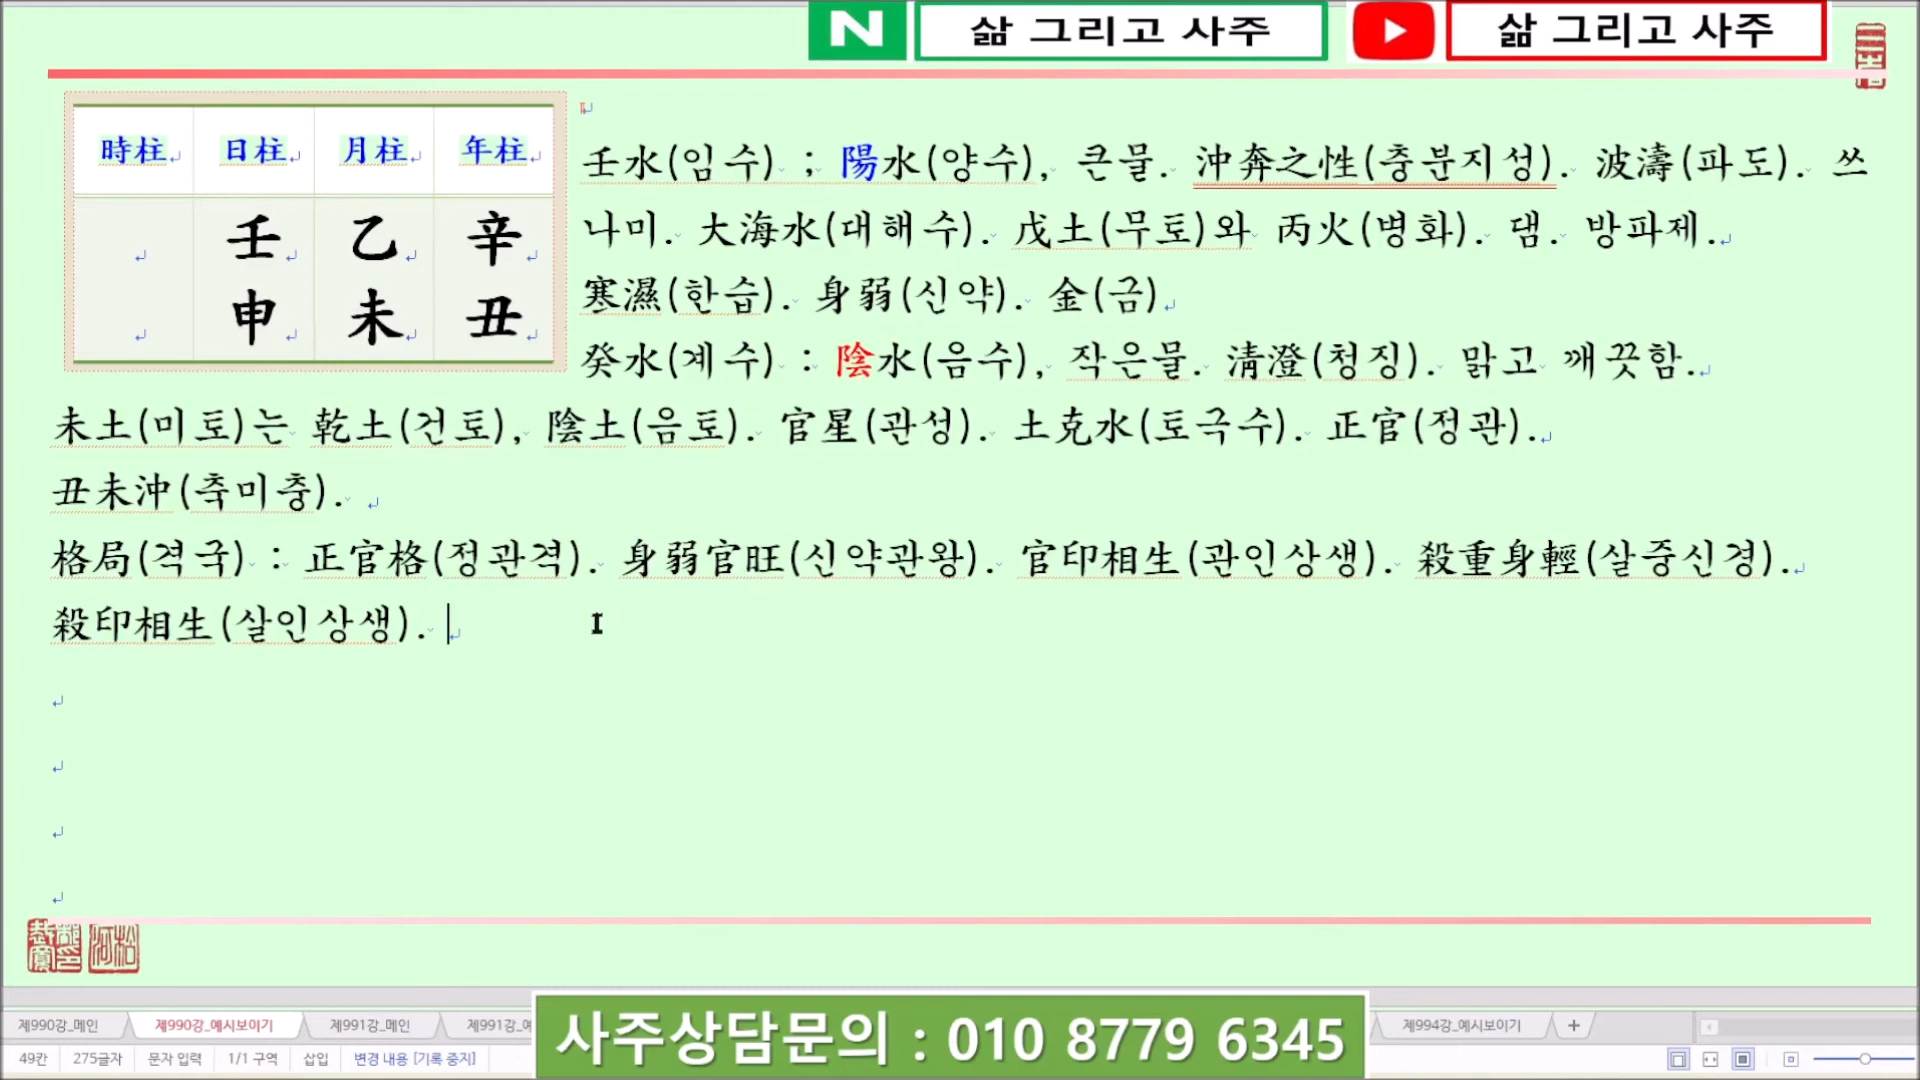 N 삶 그리고 사주 삶 그리고 사주
時柱 日柱 月柱 年柱
壬 乙 辛
申 未 丑
壬水(임수) ; 陽水(양수), 큰물. 沖奔之性(충분지성). 波濤(파도). 쓰
나미. 大海水(대해수). 戊土(무토)와 丙火(병화). 댐. 방파제.
寒濕(한습). 身弱(신약). 金(금)
癸水(계수) : 陰水(음수), 작은물. 清澄(청징). 맑고 깨끗함.
未土(미토)는 乾土(건토), 陰土(음토). 官星(관성). 土克水(토극수). 正官(정관).
丑未沖(축미충).
格局(격국) : 正官格(정관격). 身弱官旺(신약관왕). 官印相生(관인상생). 殺重身輕(살중신경).
殺印相生(살인상생).
제990강_메인 제990강_예시보이기 제991강_메인 제991강_예 제994강_예시보이기
사주상담문의 : 010 8779 6345
49칸 275글자 문자 입력 1/1 구역 삽입 변경 내용 [기록 중지]